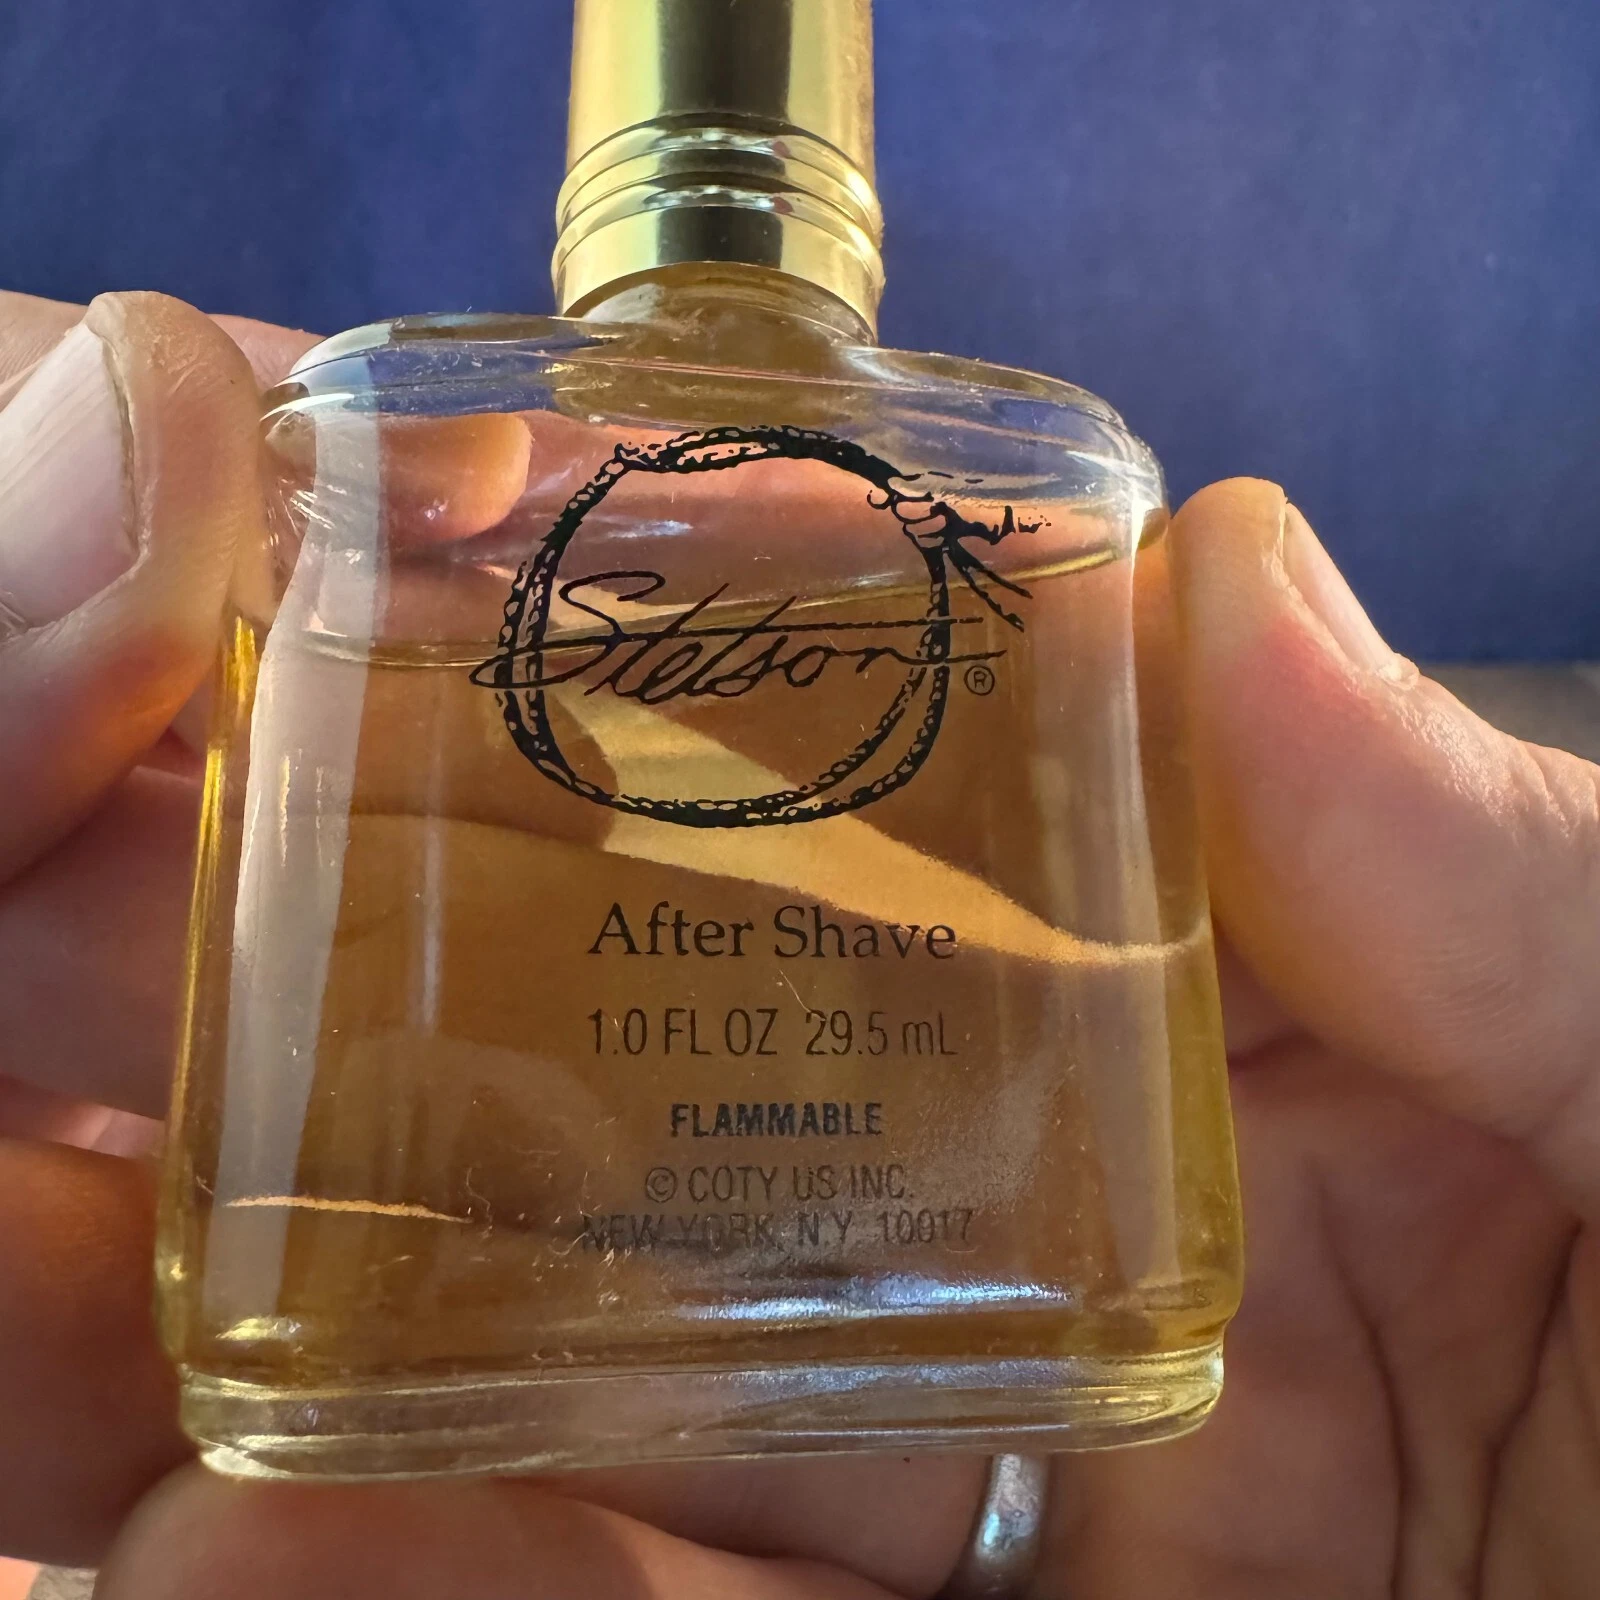 Stetson ®
After Shave
1.0 FL OZ 29.5 mL
FLAMMABLE
© COTY US INC.
NEW YORK, N.Y. 10017